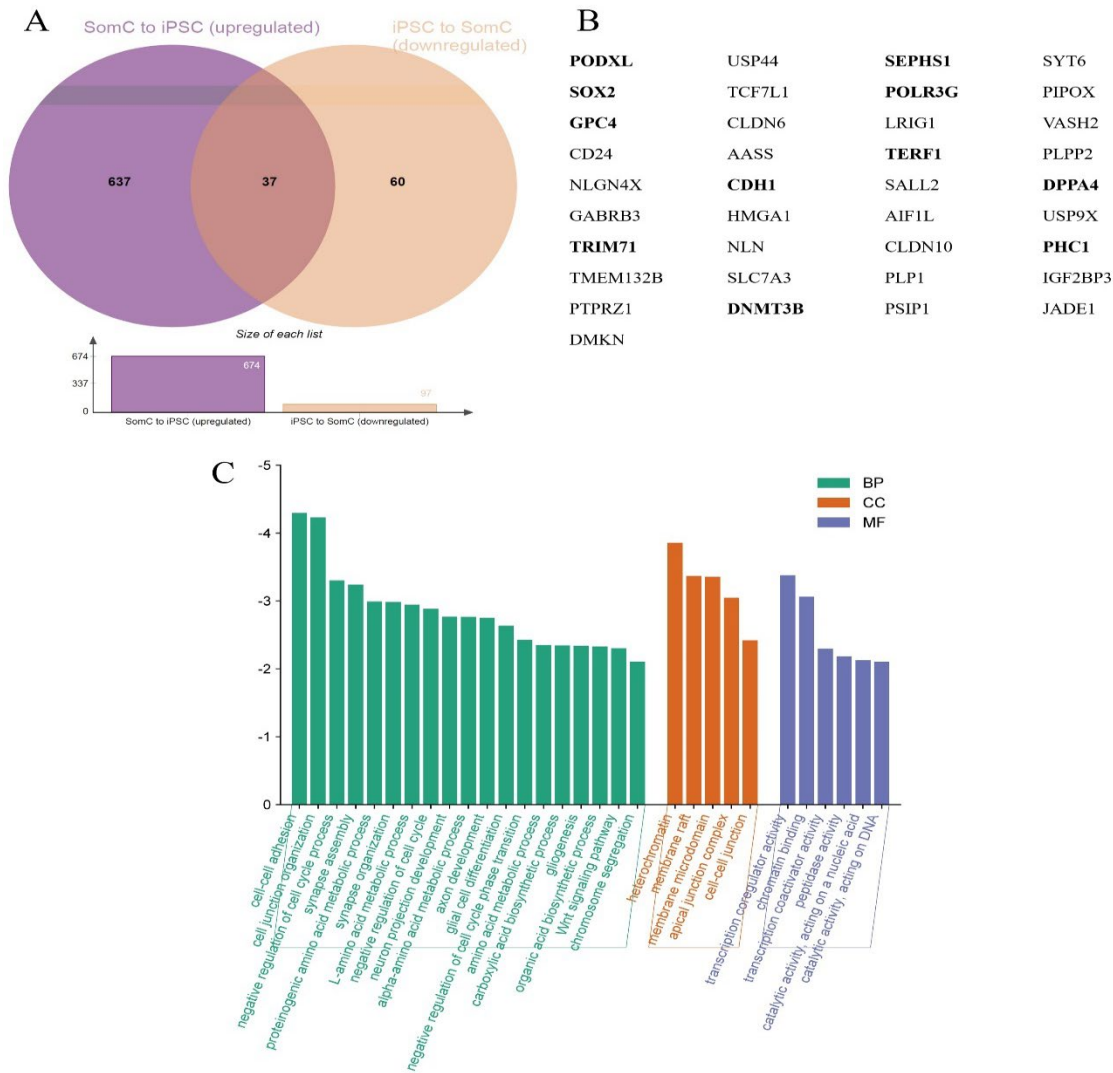 A
SomC to iPSC (upregulated)
iPSC to SomC
(downregulated)
637
37
60
Size of each list
674
337
0
674
97
SomC to iPSC (upregulated)
iPSC to SomC (downregulated)
B
PODXL USP44 SEPHS1 SYT6
SOX2 TCF7L1 POLR3G PIPOX
GPC4 CLDN6 LRIG1 VASH2
CD24 AASS TERF1 PLPP2
NLGN4X CDH1 SALL2 DPPA4
GABRB3 HMGA1 AIF1L USP9X
TRIM71 NLN CLDN10 PHC1
TMEM132B SLC7A3 PLP1 IGF2BP3
PTPRZ1 DNMT3B PSIP1 JADE1
DMKN
C
-5
-4
-3
-2
-1
0
BP
CC
MF
cell-cell adhesion
cell junction organization
negative regulation of cell cycle process
synapse assembly
proteinogenic amino acid metabolic process
synapse organization
L-amino acid metabolic process
negative regulation of cell cycle
neuron projection development
alpha-amino acid metabolic process
axon development
glial cell differentiation
negative regulation of cell cycle phase transition
amino acid metabolic process
carboxylic acid biosynthetic process
gliogenesis
organic acid biosynthetic process
Wnt signaling pathway
chromosome segregation
heterochromatin
membrane raft
membrane microdomain
apical junction complex
cell-cell junction
transcription coregulator activity
chromatin binding
transcription coactivator activity
peptidase activity
catalytic activity, acting on a nucleic acid
catalytic activity, acting on DNA